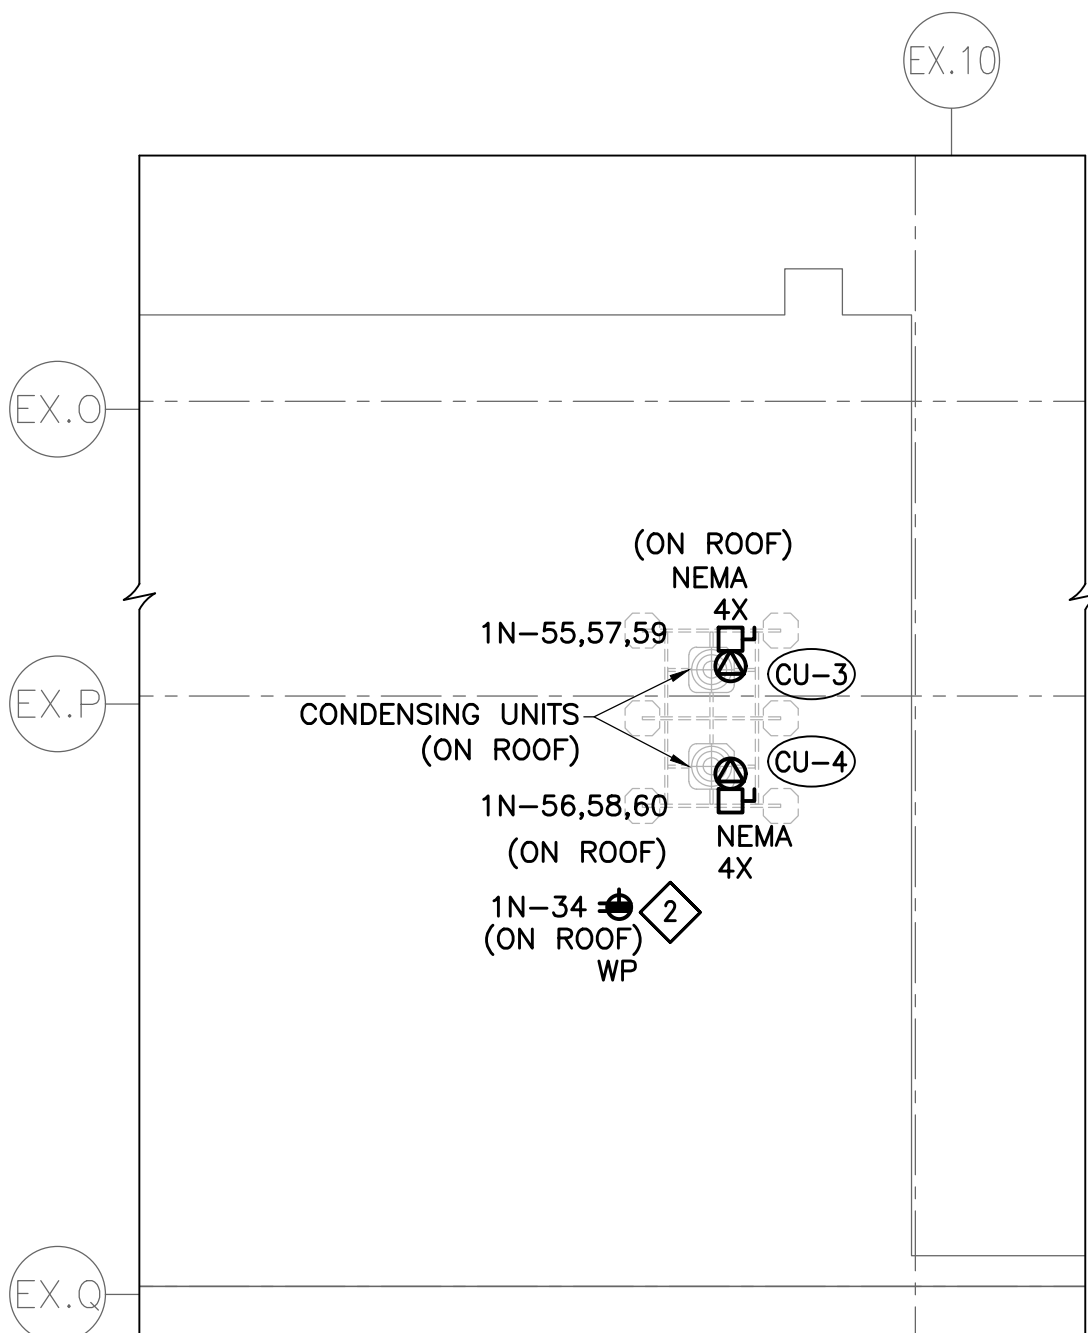 EX.10
EX.O
(ON ROOF)
NEMA
4X
1N-55,57,59
CU-3
EX.P
CONDENSING UNITS
(ON ROOF)
CU-4
1N-56,58,60
NEMA
4X
(ON ROOF)
1N-34
2
(ON ROOF)
WP
EX.Q